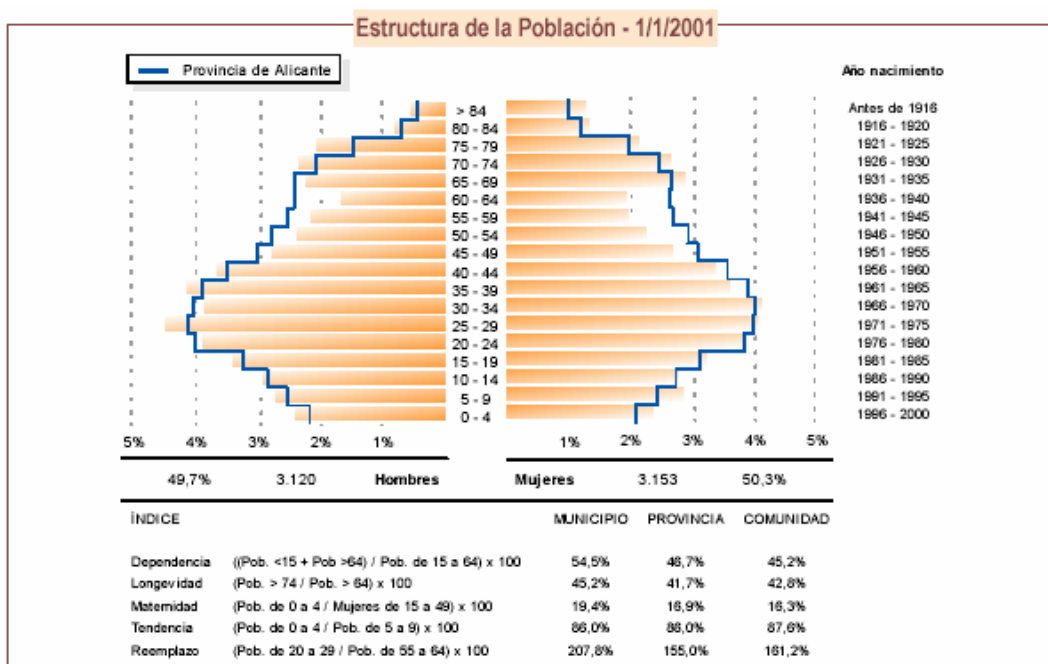 Estructura de la Población - 1/1/2001
Provincia de Alicante
Año nacimiento
> 84 Antes de 1916
80 - 84 1916 - 1920
75 - 79 1921 - 1925
70 - 74 1926 - 1930
65 - 69 1931 - 1935
60 - 64 1936 - 1940
55 - 59 1941 - 1945
50 - 54 1946 - 1950
45 - 49 1951 - 1955
40 - 44 1956 - 1960
35 - 39 1961 - 1965
30 - 34 1966 - 1970
25 - 29 1971 - 1975
20 - 24 1976 - 1980
15 - 19 1981 - 1985
10 - 14 1986 - 1990
5 - 9 1991 - 1995
0 - 4 1996 - 2000
5% 4% 3% 2% 1% 1% 2% 3% 4% 5%
49,7% 3.120 Hombres Mujeres 3.153 50,3%
ÍNDICE MUNICIPIO PROVINCIA COMUNIDAD
Dependencia ((Pob. <15 + Pob >64) / Pob. de 15 a 64) x 100 54,5% 46,7% 45,2%
Longevidad (Pob. > 74 / Pob. > 64) x 100 45,2% 41,7% 42,8%
Maternidad (Pob. de 0 a 4 / Mujeres de 15 a 49) x 100 19,4% 16,9% 16,3%
Tendencia (Pob. de 0 a 4 / Pob. de 5 a 9) x 100 86,0% 86,0% 87,6%
Reemplazo (Pob. de 20 a 29 / Pob. de 55 a 64) x 100 207,8% 155,0% 161,2%